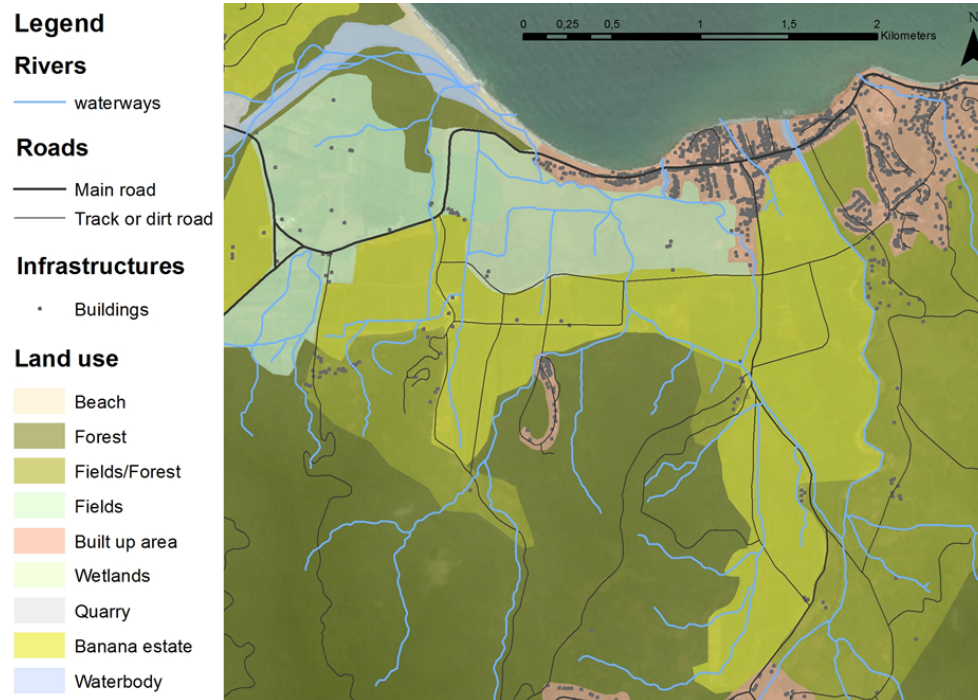 Legend
Rivers
waterways
Roads
Main road
Track or dirt road
Infrastructures
Buildings
Land use
Beach
Forest
Fields/Forest
Fields
Built up area
Wetlands
Quarry
Banana estate
Waterbody
0 0,25 0,5 1 1,5 2
Kilometers
N